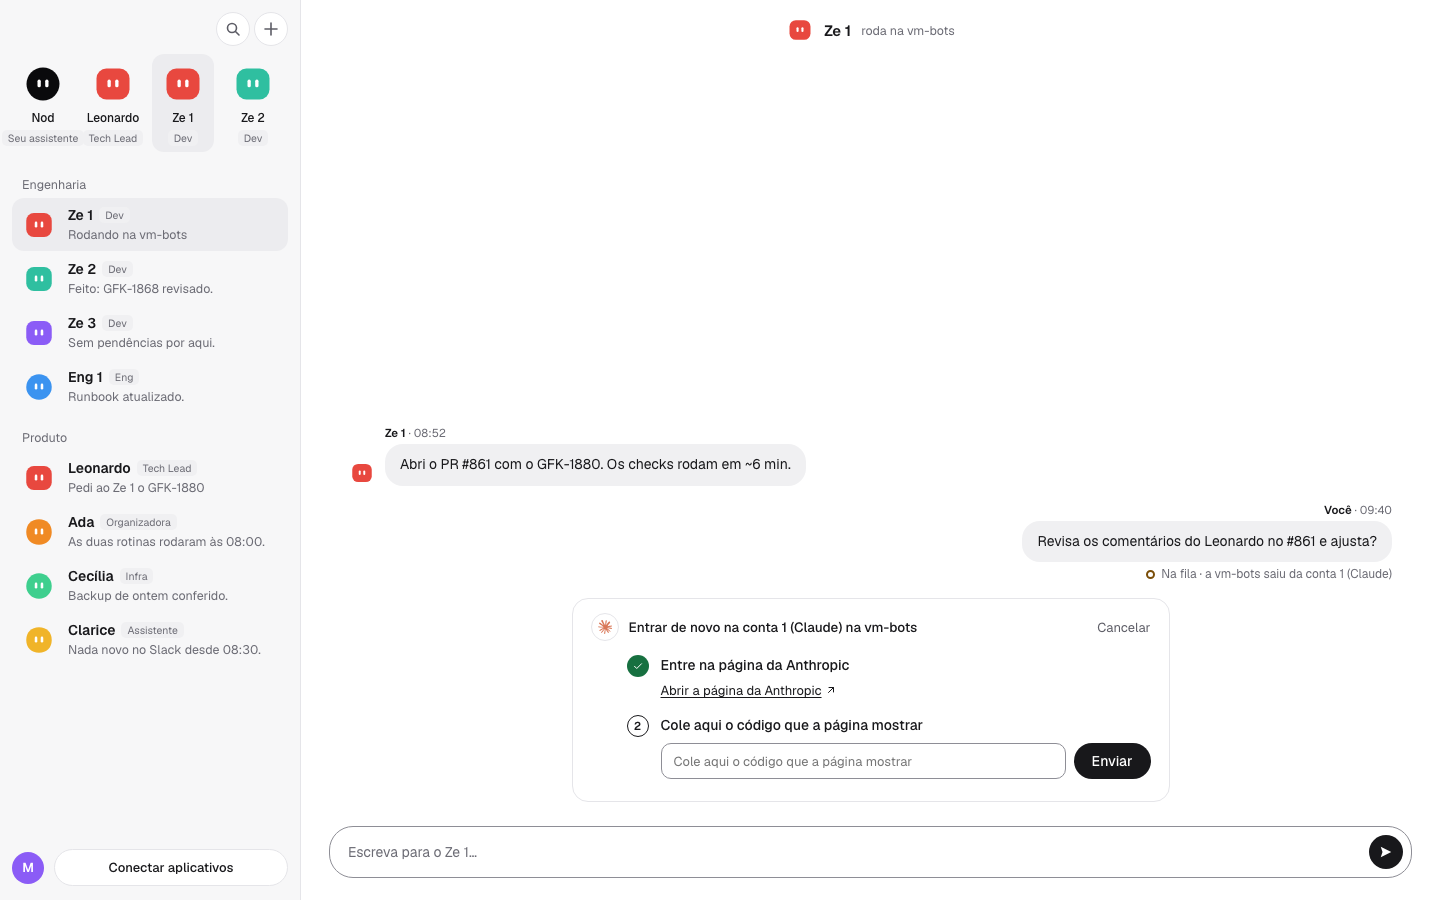 Nod
Seu assistente
Leonardo
Tech Lead
Ze 1
Dev
Ze 2
Dev
Engenharia
Ze 1 Dev
Rodando na vm-bots
Ze 2 Dev
Feito: GFK-1868 revisado.
Ze 3 Dev
Sem pendências por aqui.
Eng 1 Eng
Runbook atualizado.
Produto
Leonardo Tech Lead
Pedi ao Ze 1 o GFK-1880
Ada Organizadora
As duas rotinas rodaram às 08:00.
Cecília Infra
Backup de ontem conferido.
Clarice Assistente
Nada novo no Slack desde 08:30.
M
Conectar aplicativos
Ze 1 roda na vm-bots
Ze 1 · 08:52
Abri o PR #861 com o GFK-1880. Os checks rodam em ~6 min.
Você · 09:40
Revisa os comentários do Leonardo no #861 e ajusta?
Na fila · a vm-bots saiu da conta 1 (Claude)
Entrar de novo na conta 1 (Claude) na vm-bots
Cancelar
Entre na página da Anthropic
Abrir a página da Anthropic
2 Cole aqui o código que a página mostrar
Cole aqui o código que a página mostrar
Enviar
Escreva para o Ze 1...